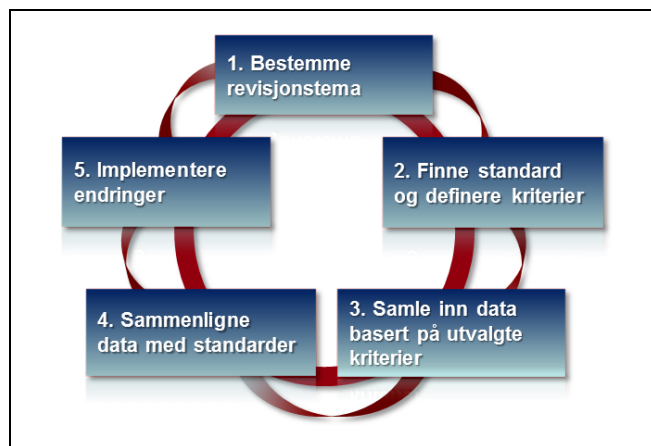 1. Bestemme
revisjonstema
2. Finne standard
og definere kriterier
3. Samle inn data
basert på utvalgte
kriterier
4. Sammenligne
data med standarder
5. Implementere
endringer